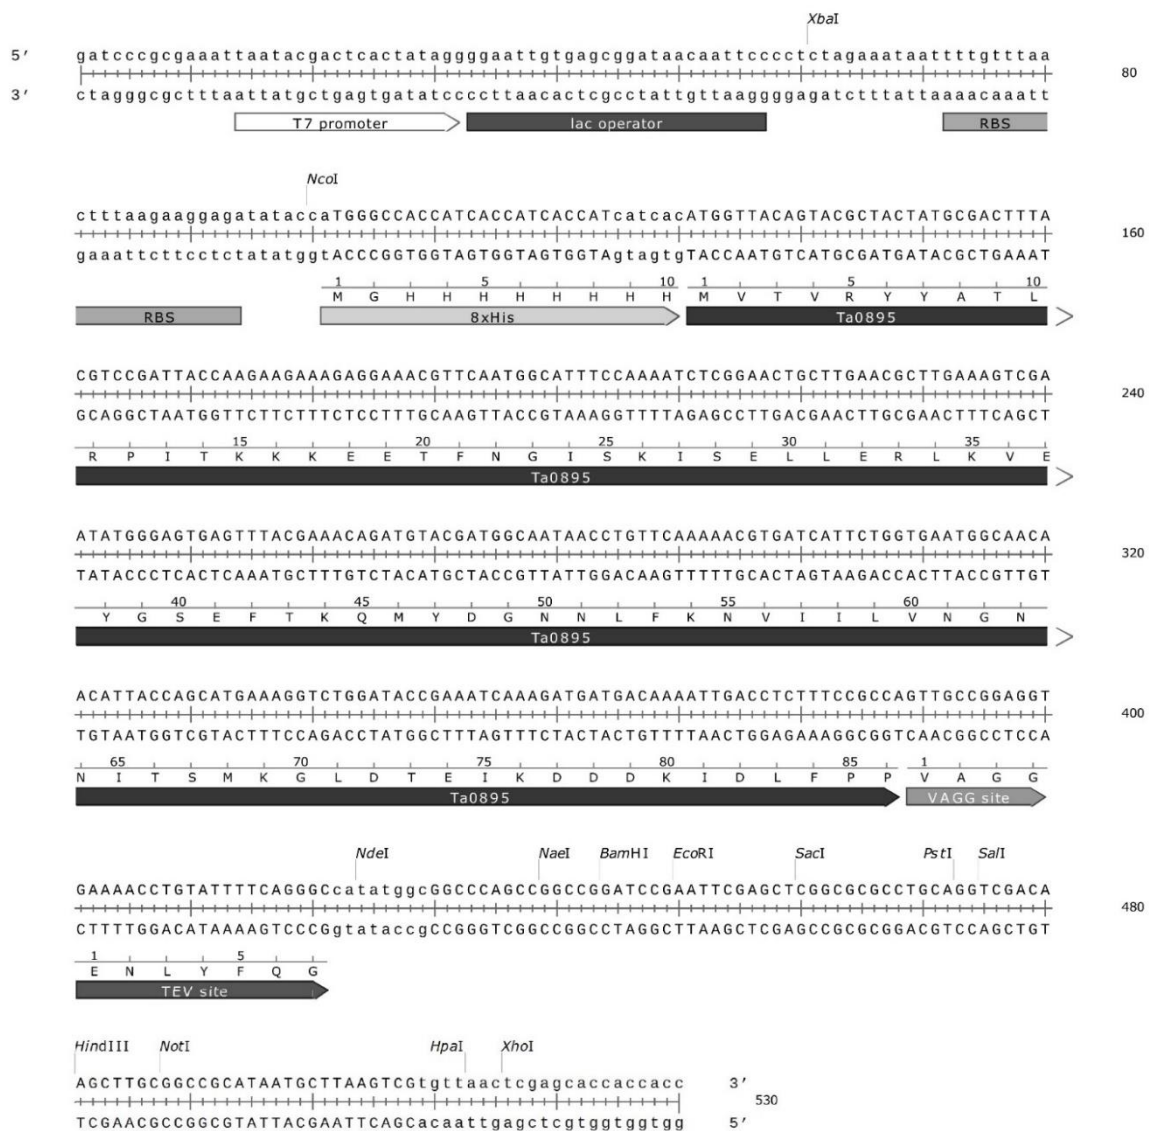 XbaI
5' gatcccgcgaaattaatacgactcactataggggaattgtgagcggataacaattcccctctagaaataattttgtttaa 80
3' ctagggcgctttaattatgctgagtgatatccccttaacactcgcctattgttaaggggagatctttattaaaacaaatt
T7 promoter lac operator RBS
NcoI
ctttaagaaggagatataccaTGGGCCACCATCACCATCACCATcatcacATGGTTACAGTACGCTACTATGCGACTTTA 160
gaaattcttcctctatatggtACCCGGTGGTAGTGGTAGTGGTAgtagtgTACCAATGTCATGCGATGATACGCTGAAAT
1 5 10 1 5 10
M G H H H H H H H H M V T V R Y Y A T L
RBS 8xHis Ta0895
CGTCCGATTACCAAGAAGAAAGAGGAAACGTTCAATGGCATTTCCAAAATCTCGGAACTGCTTGAACGCTTGAAAGTCGA 240
GCAGGCTAATGGTTCTTCTTTCTCCTTTGCAAGTTACCGTAAAGGTTTTAGAGCCTTGACGAACTTGCGAACTTTCAGCT
15 20 25 30 35
R P I T K K K E E T F N G I S K I S E L L E R L K V E
Ta0895
ATATGGGAGTGAGTTTACGAAACAGATGTACGATGGCAATAACCTGTTCAAAAACGTGATCATTCTGGTGAATGGCAACA 320
TATACCCTCACTCAAATGCTTTGTCTACATGCTACCGTTATTGGACAAGTTTTTGCACTAGTAAGACCACTTACCGTTGT
40 45 50 55 60
Y G S E F T K Q M Y D G N N L F K N V I I L V N G N
Ta0895
ACATTACCAGCATGAAAGGTCTGGATACCGAAATCAAAGATGATGACAAAATTGACCTCTTTCCGCCAGTTGCCGGAGGT 400
TGTAATGGTCGTACTTTCCAGACCTATGGCTTTAGTTTCTACTACTGTTTTAACTGGAGAAAGGCGGTCAACGGCCTCCA
65 70 75 80 85 1
N I T S M K G L D T E I K D D D K I D L F P P V A G G
Ta0895 VAGG site
NdeI NaeI BamHI EcoRI SacI PstI SalI
GAAAACCTGTATTTTCAGGGCcatatggcGGCCCAGCCGGCCGGATCCGAATTCGAGCTCGGCGCGCCTGCAGGTCGACA 480
CTTTTGGACATAAAAGTCCCGgtataccgCCGGGTCGGCCGGCCTAGGCTTAAGCTCGAGCCGCGCGGACGTCCAGCTGT
1 5
E N L Y F Q G
TEV site
HindIII NotI HpaI XhoI
AGCTTGCGGCCGCATAATGCTTAAGTCGtgttaactcgagcaccaccacc 3'
530
TCGAACGCCGGCGTATTACGAATTCAGCacaattgagctcgtggtggtgg 5'